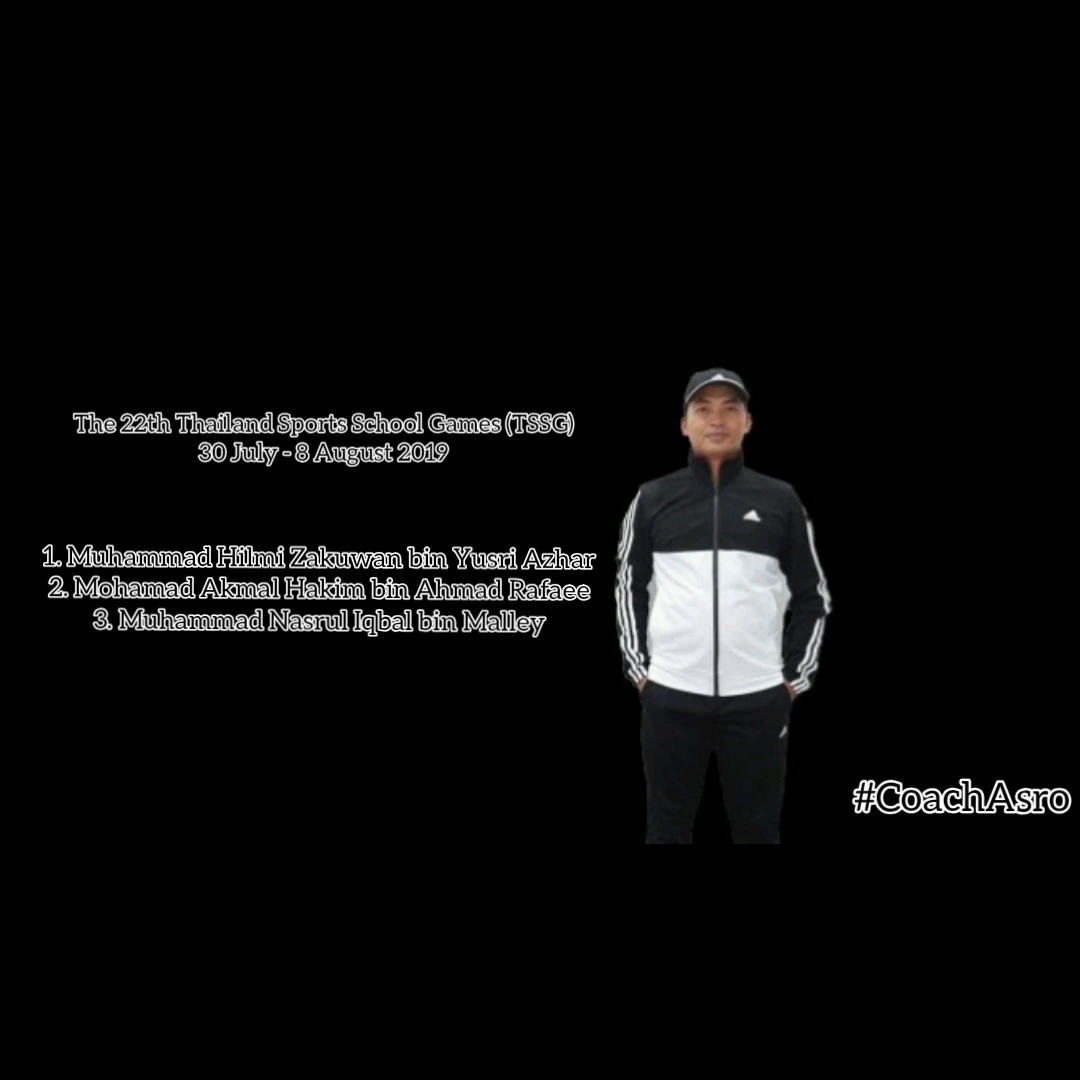 The 22th Thailand Sports School Games (TSSG)
30 July - 8 August 2019
1. Muhammad Hilmi Zakuwan bin Yusri Azhar
2. Mohamad Akmal Hakim bin Ahmad Rafaee
3. Muhammad Nasrul Iqbal bin Malley
#CoachAsro